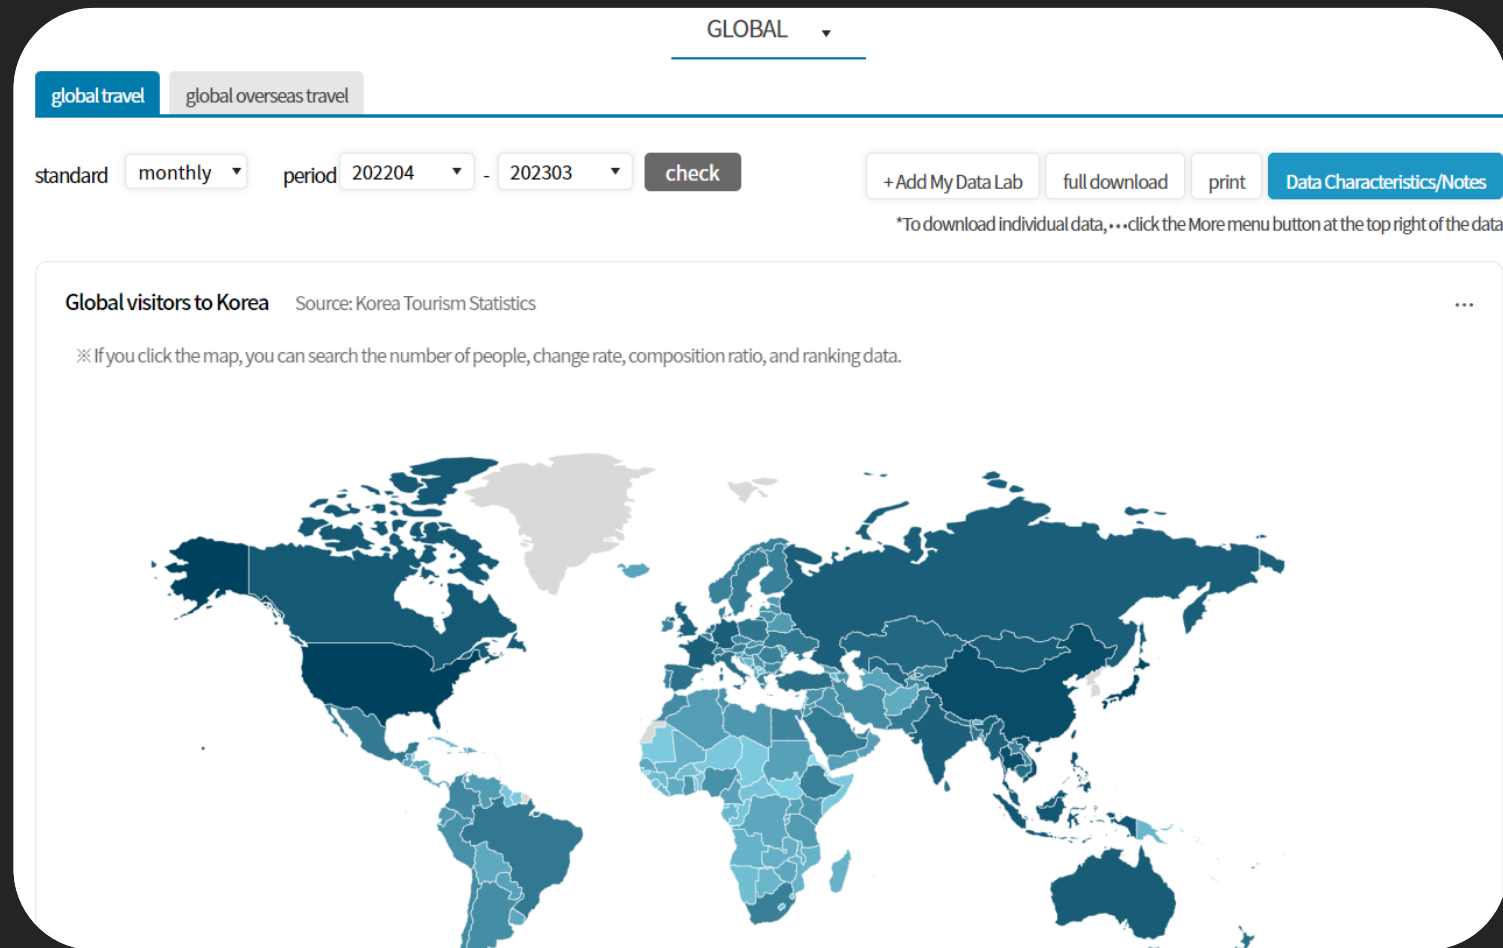 GLOBAL
global travel global overseas travel
standard monthly period 202204 - 202303 check + Add My Data Lab full download print Data Characteristics/Notes
*To download individual data,•••click the More menu button at the top right of the data
Global visitors to Korea Source: Korea Tourism Statistics
※If you click the map, you can search the number of people, change rate, composition ratio, and ranking data.